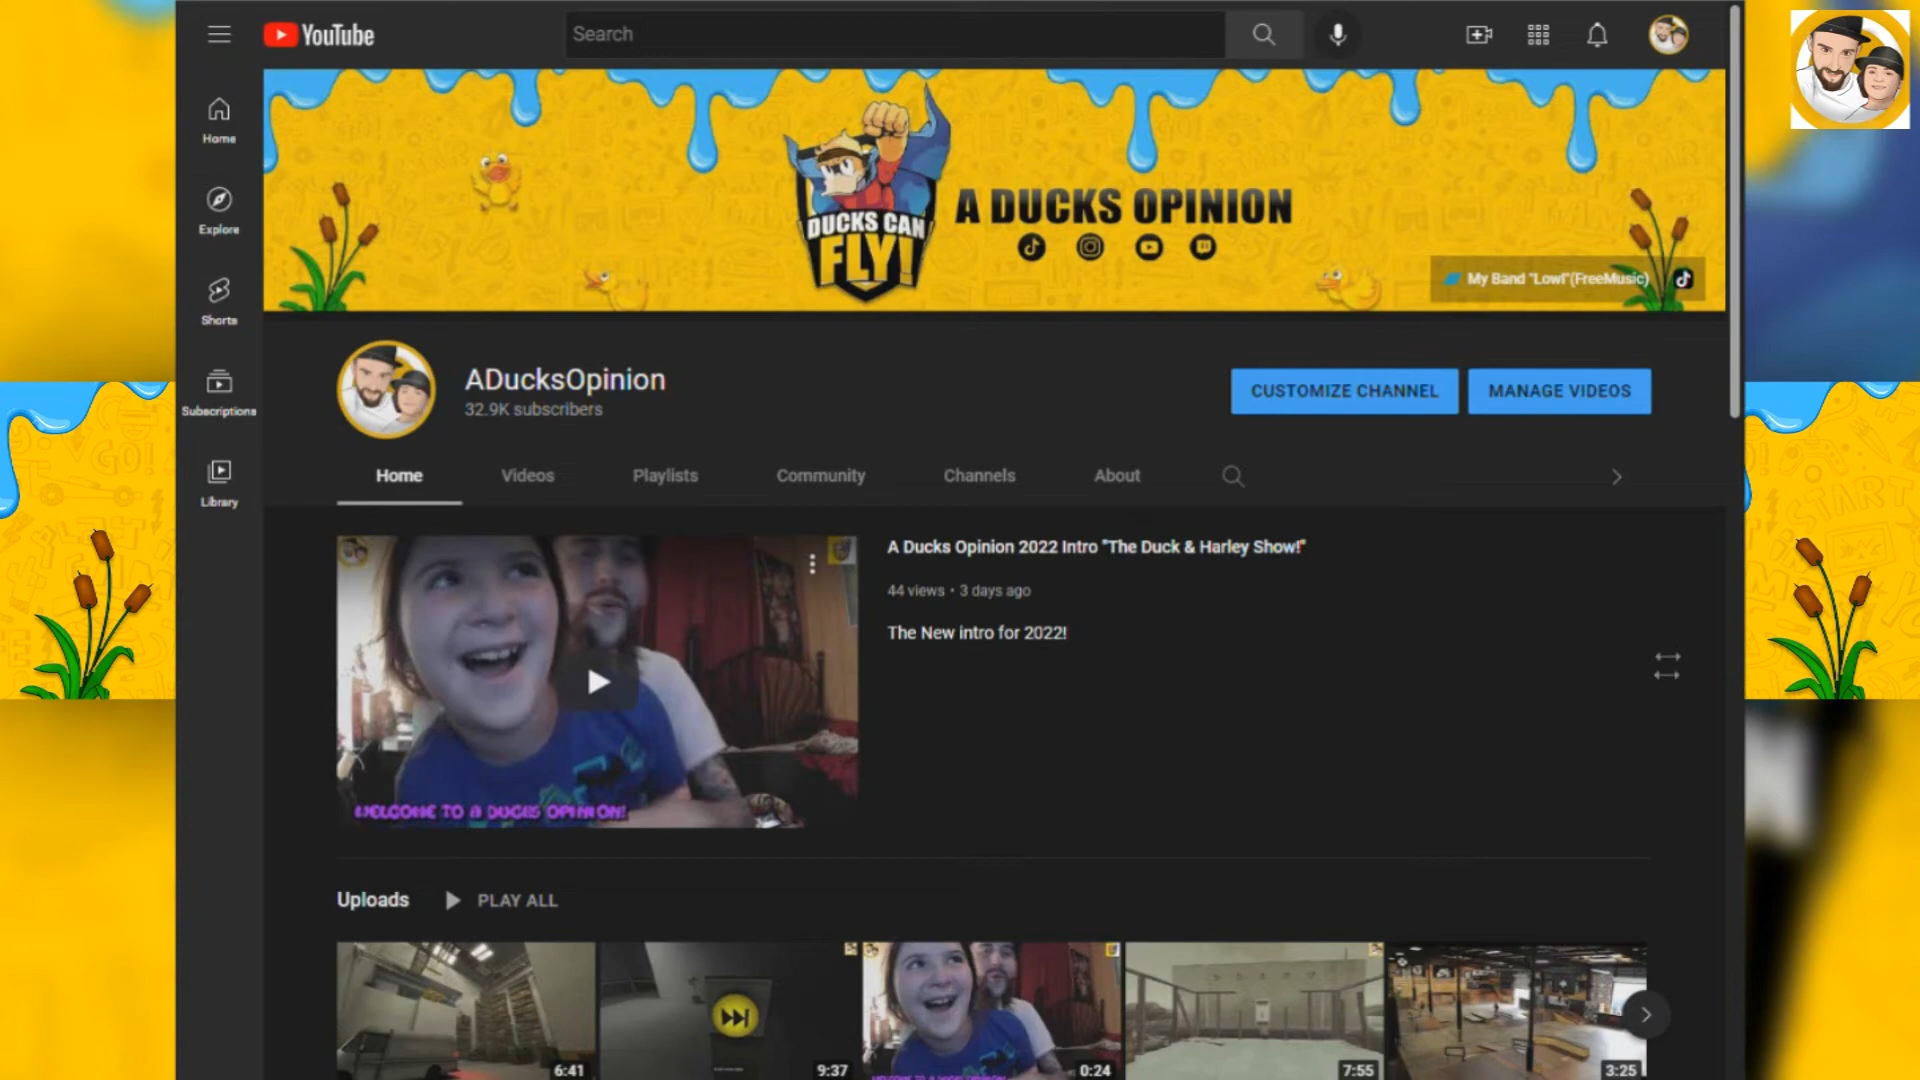 YouTube
Search
Home
Explore
Shorts
Subscriptions
Library
DUCKS CAN
FLY!
A DUCKS OPINION
My Band "Lowl"(FreeMusic)
ADucksOpinion
32.9K subscribers
CUSTOMIZE CHANNEL
MANAGE VIDEOS
Home
Videos
Playlists
Community
Channels
About
WELCOME TO A DUCKS OPINION!
A Ducks Opinion 2022 Intro "The Duck & Harley Show!"
44 views • 3 days ago
The New intro for 2022!
Uploads
PLAY ALL
6:41
9:37
0:24
7:55
3:25
GO!
START